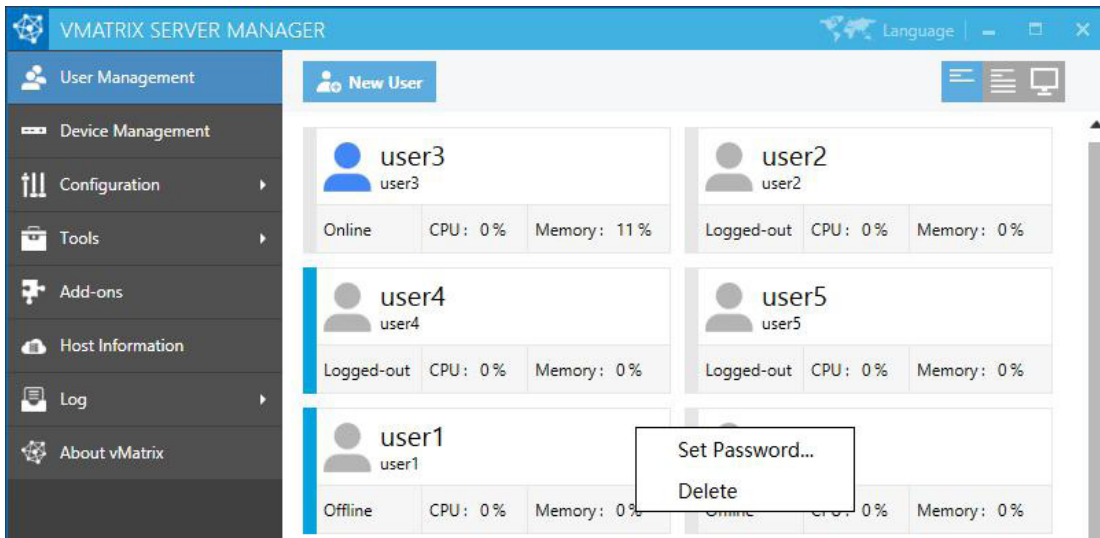 VMATRIX SERVER MANAGER
Language
User Management
Device Management
Configuration
Tools
Add-ons
Host Information
Log
About vMatrix
New User
user3
user3
Online CPU: 0% Memory: 11%
user2
user2
Logged-out CPU: 0% Memory: 0%
user4
user4
Logged-out CPU: 0% Memory: 0%
user5
user5
Logged-out CPU: 0% Memory: 0%
user1
user1
Offline CPU: 0% Memory: 0%
Set Password...
Delete
0% Memory: 0%